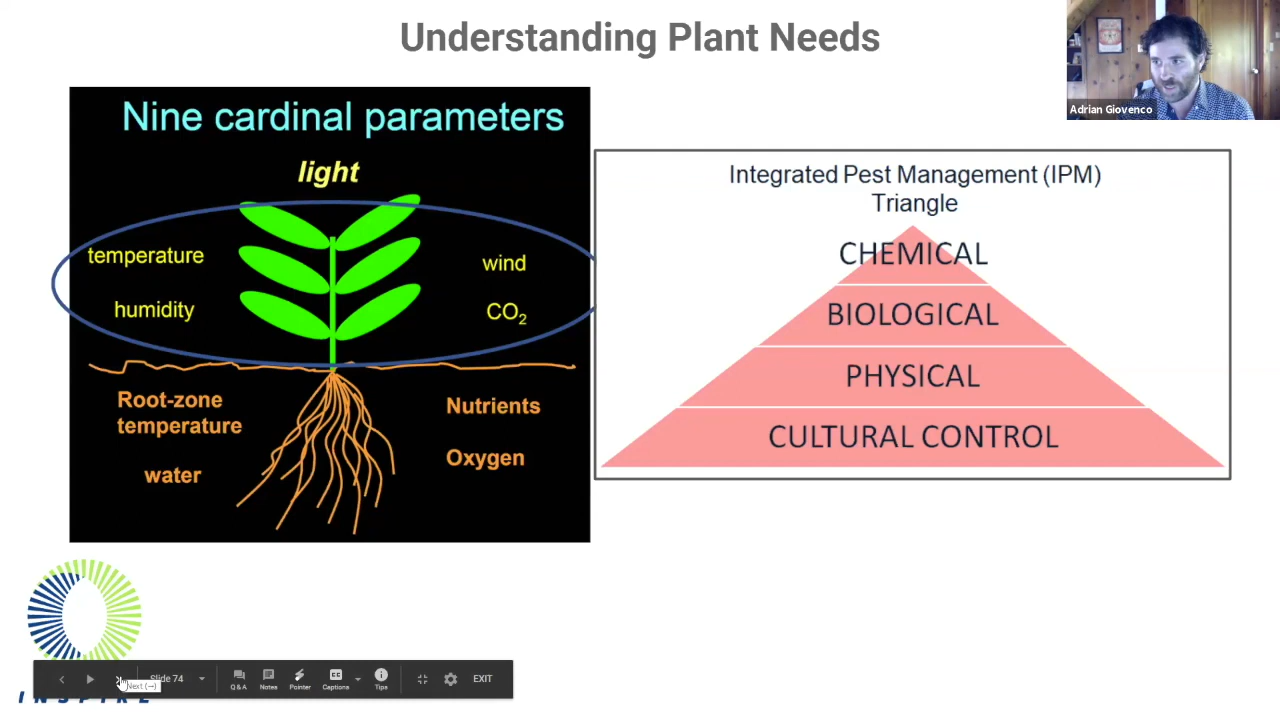 Understanding Plant Needs
Adrian Giovenco
Nine cardinal parameters
light
temperature
wind
humidity
CO₂
Root-zone
temperature
Nutrients
water
Oxygen
Integrated Pest Management (IPM)
Triangle
CHEMICAL
BIOLOGICAL
PHYSICAL
CULTURAL CONTROL
Slide 74
Q&A
Notes
Pointer
Captions
Tips
EXIT
Next (→)
INSPIRE